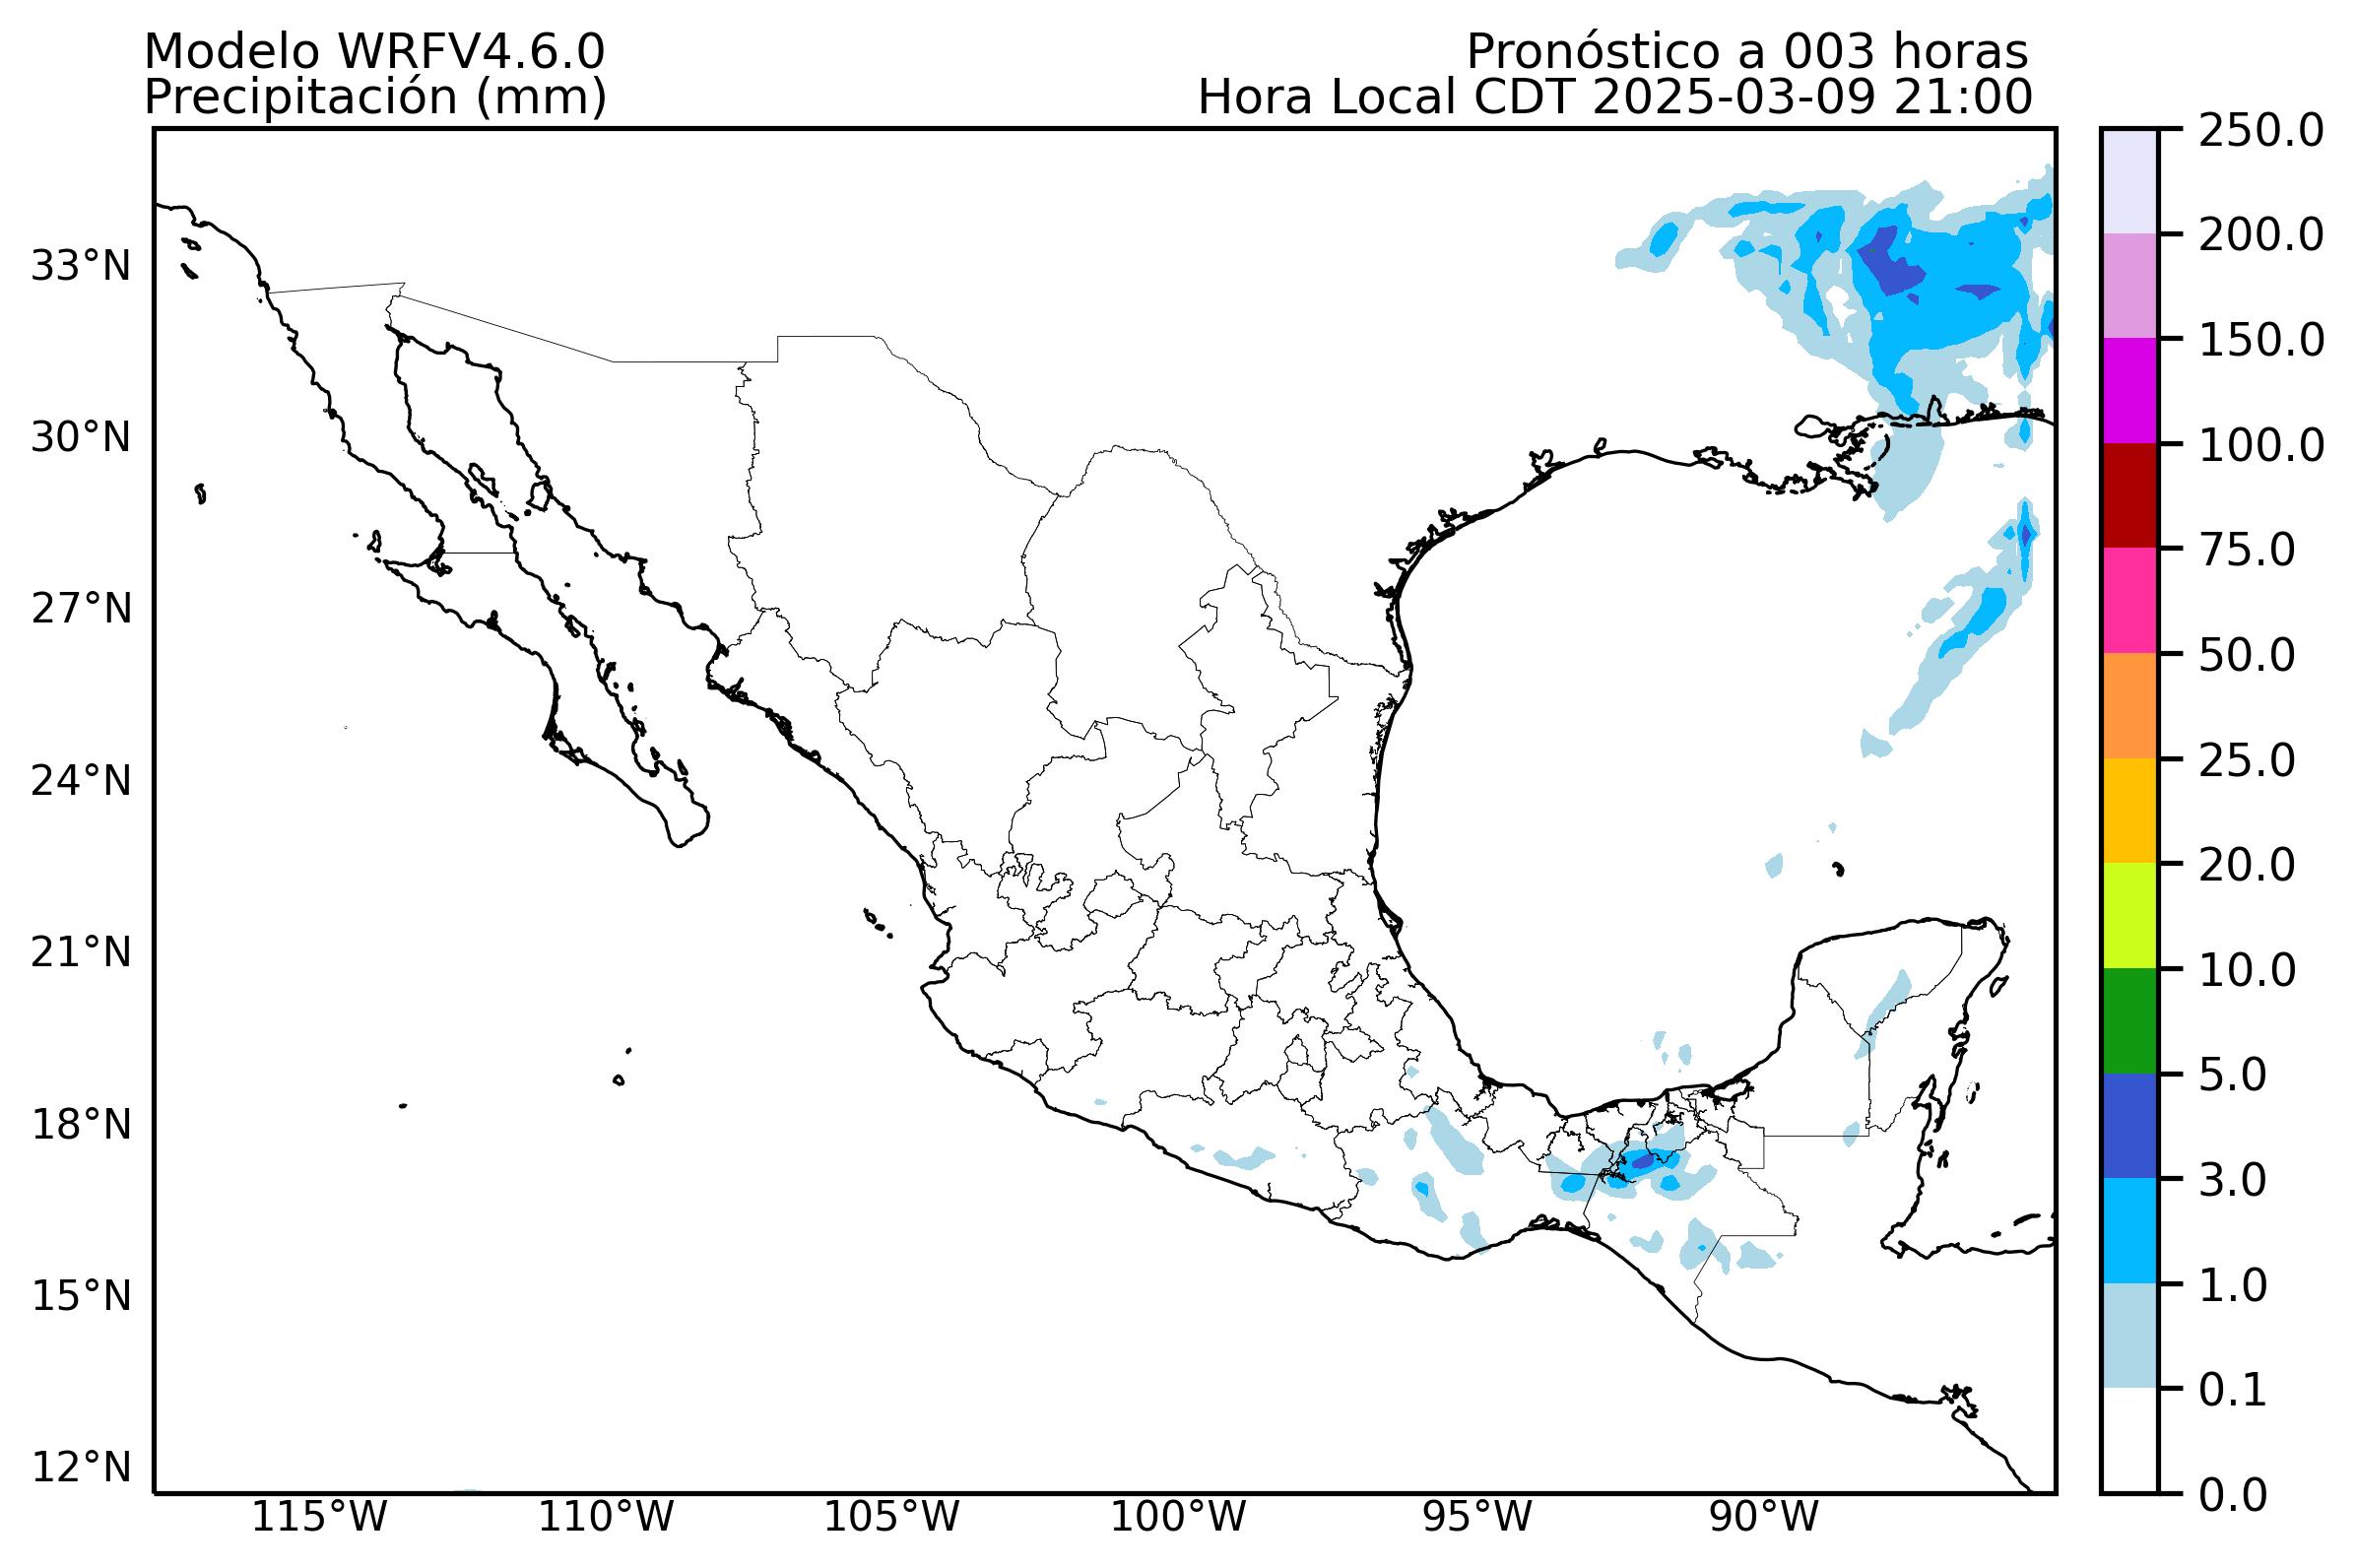 Modelo WRFV4.6.0
Precipitación (mm)
Pronóstico a 003 horas
Hora Local CDT 2025-03-09 21:00
33°N
30°N
27°N
24°N
21°N
18°N
15°N
12°N
115°W
110°W
105°W
100°W
95°W
90°W
250.0
200.0
150.0
100.0
75.0
50.0
25.0
20.0
10.0
5.0
3.0
1.0
0.1
0.0